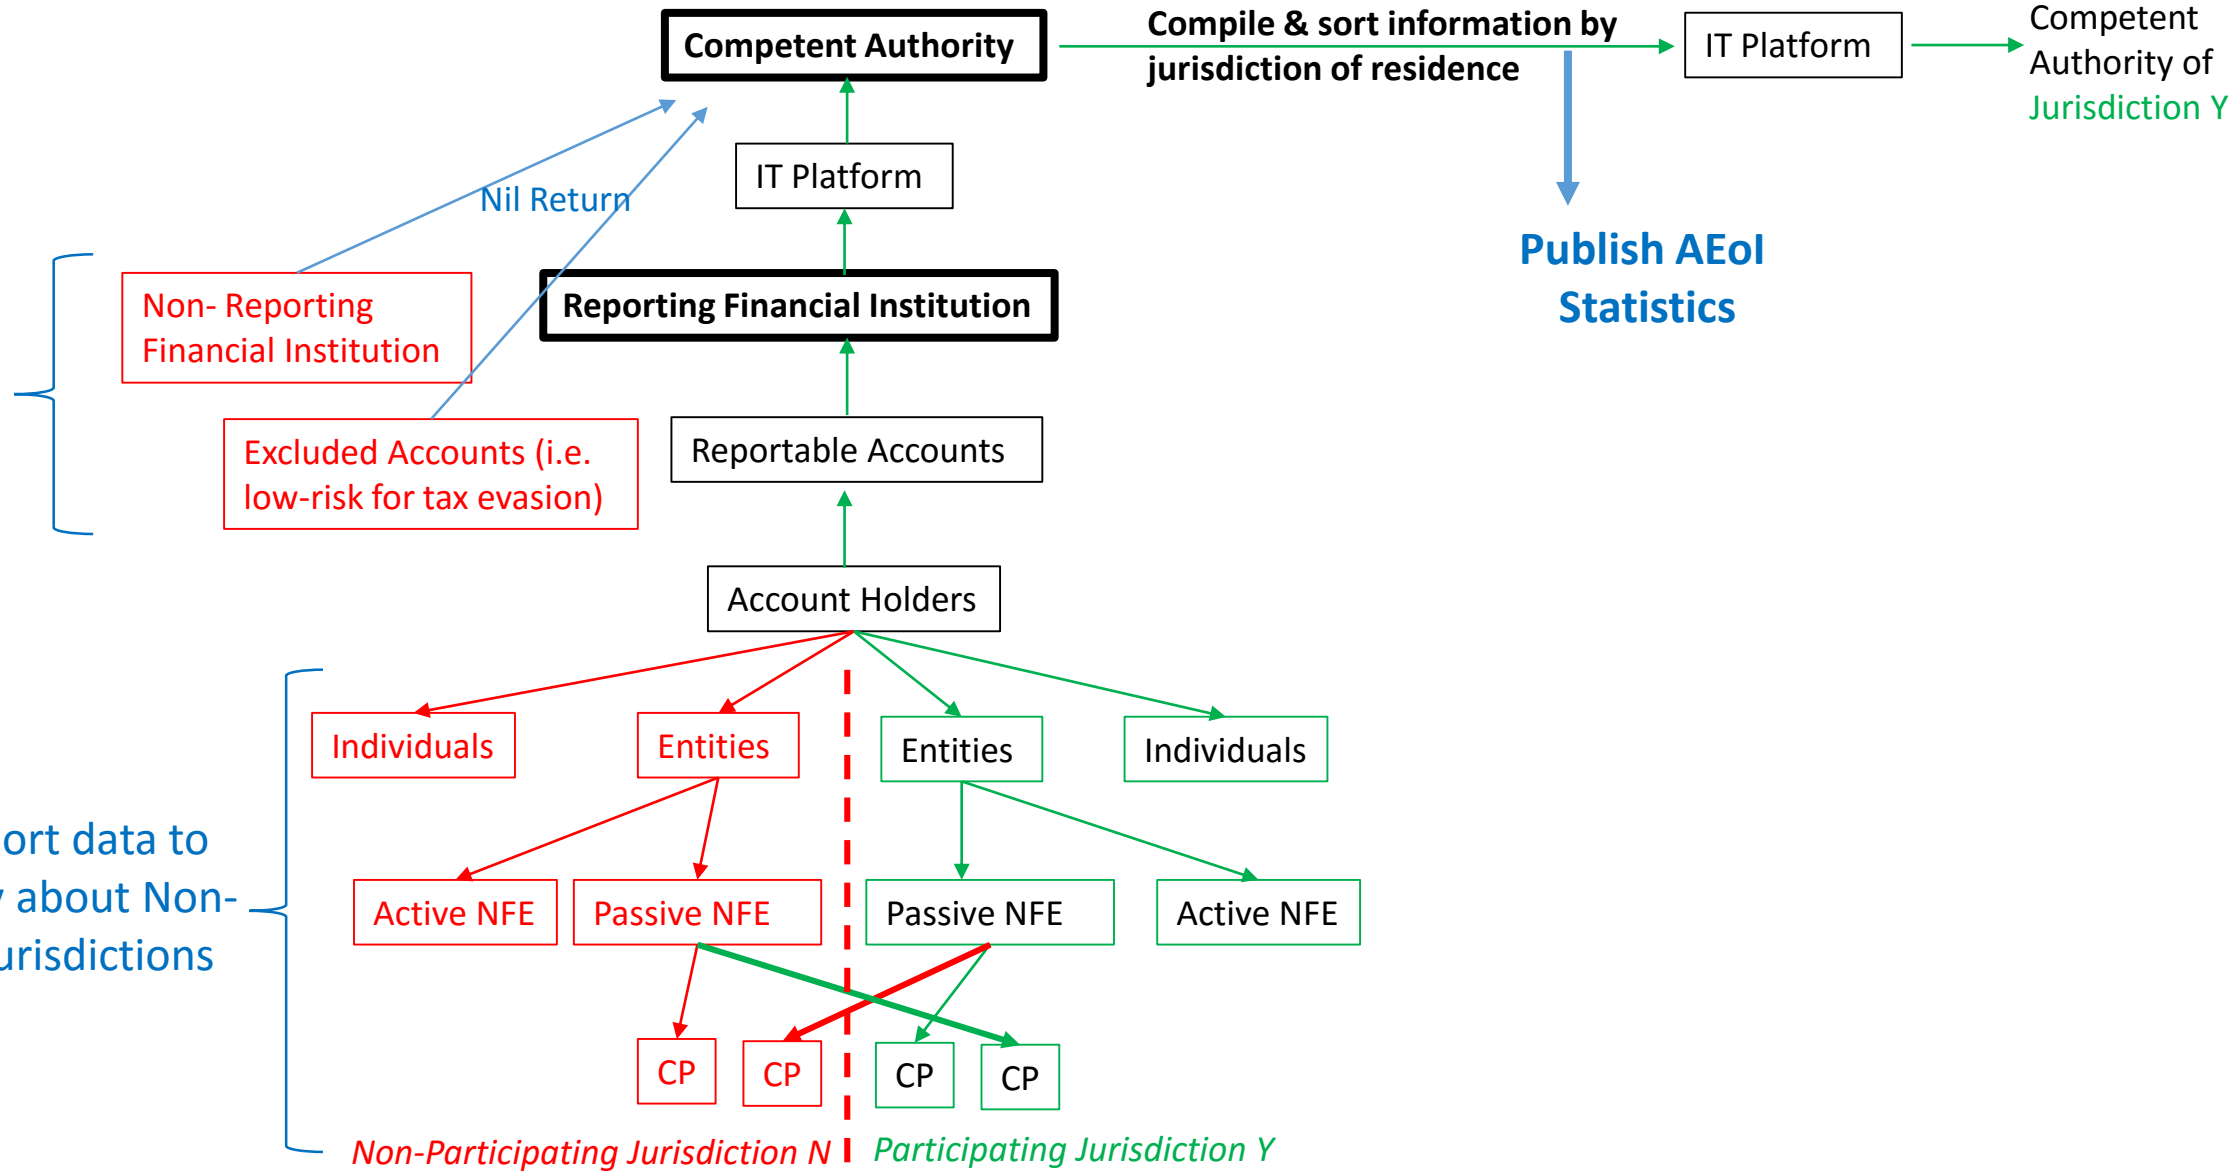 Competent Authority
Compile & sort information by
jurisdiction of residence
IT Platform
Competent
Authority of
Jurisdiction Y
IT Platform
Nil Return
Publish AEoI
Statistics
Non- Reporting
Financial Institution
Reporting Financial Institution
Excluded Accounts (i.e.
low-risk for tax evasion)
Reportable Accounts
Account Holders
Individuals
Entities
Entities
Individuals
ort data to
about Non-
urisdictions
Active NFE
Passive NFE
Passive NFE
Active NFE
CP
CP
CP
CP
Non-Participating Jurisdiction N
Participating Jurisdiction Y